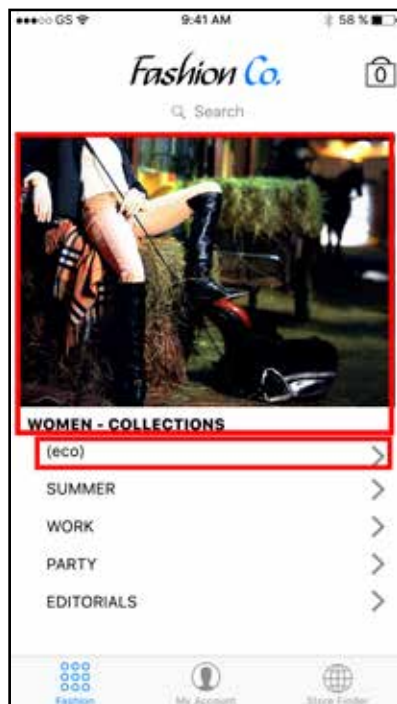 GS 9:41 AM 58 %
Fashion Co. 0
Search
WOMEN - COLLECTIONS
(eco)
SUMMER
WORK
PARTY
EDITORIALS
Fashion My Account Store Finder